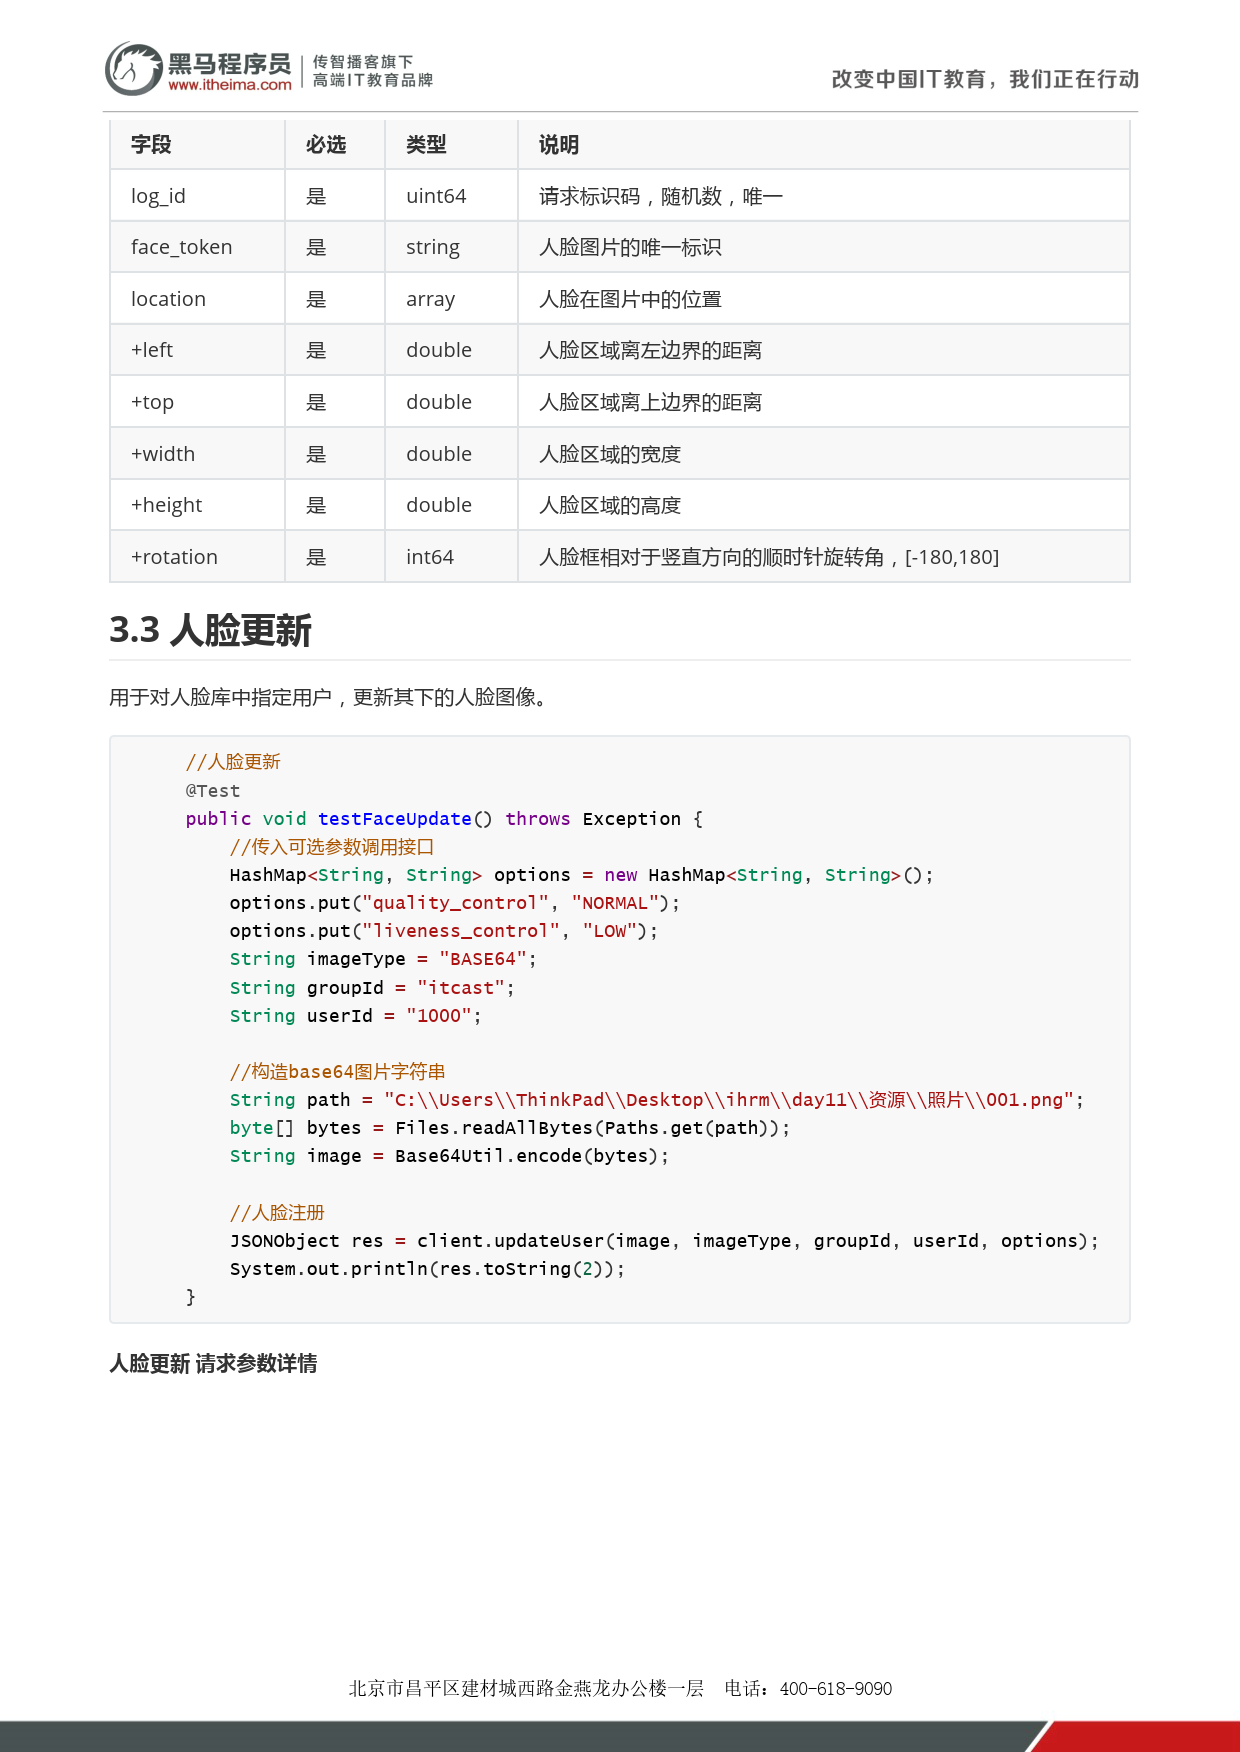 黑马程序员
www.itheima.com
传智播客旗下
高端IT教育品牌
改变中国IT教育，我们正在行动
字段 必选 类型 说明
log_id 是 uint64 请求标识码，随机数，唯一
face_token 是 string 人脸图片的唯一标识
location 是 array 人脸在图片中的位置
+left 是 double 人脸区域离左边界的距离
+top 是 double 人脸区域离上边界的距离
+width 是 double 人脸区域的宽度
+height 是 double 人脸区域的高度
+rotation 是 int64 人脸框相对于竖直方向的顺时针旋转角，[-180,180]
3.3 人脸更新
用于对人脸库中指定用户，更新其下的人脸图像。
//人脸更新
@Test
public void testFaceUpdate() throws Exception {
//传入可选参数调用接口
HashMap<String, String> options = new HashMap<String, String>();
options.put("quality_control", "NORMAL");
options.put("liveness_control", "LOW");
String imageType = "BASE64";
String groupId = "itcast";
String userId = "1000";
//构造base64图片字符串
String path = "C:\\Users\\ThinkPad\\Desktop\\ihrm\\day11\\资源\\照片\\001.png";
byte[] bytes = Files.readAllBytes(Paths.get(path));
String image = Base64Util.encode(bytes);
//人脸注册
JSONObject res = client.updateUser(image, imageType, groupId, userId, options);
System.out.println(res.toString(2));
}
人脸更新 请求参数详情
北京市昌平区建材城西路金燕龙办公楼一层 电话：400-618-9090